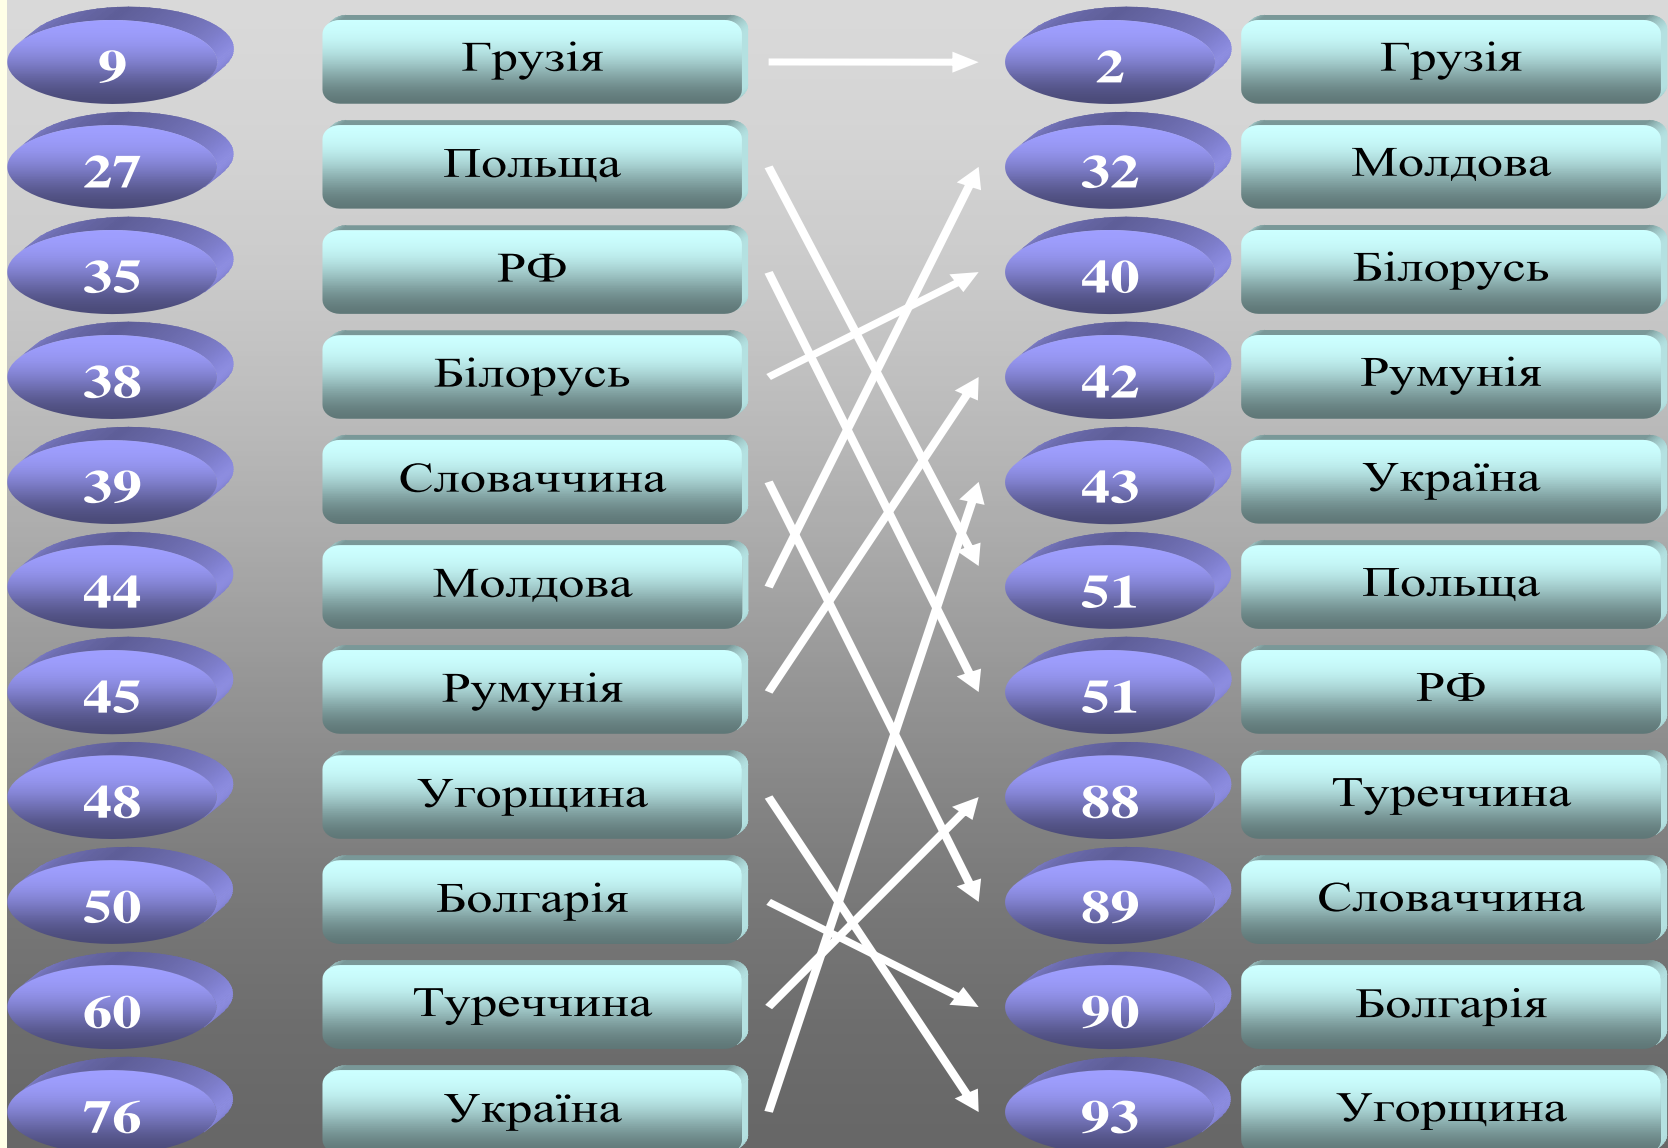 9 Грузія 2 Грузія
27 Польща 32 Молдова
35 РФ 40 Білорусь
38 Білорусь 42 Румунія
39 Словаччина 43 Україна
44 Молдова 51 Польща
45 Румунія 51 РФ
48 Угорщина 88 Туреччина
50 Болгарія 89 Словаччина
60 Туреччина 90 Болгарія
76 Україна 93 Угорщина